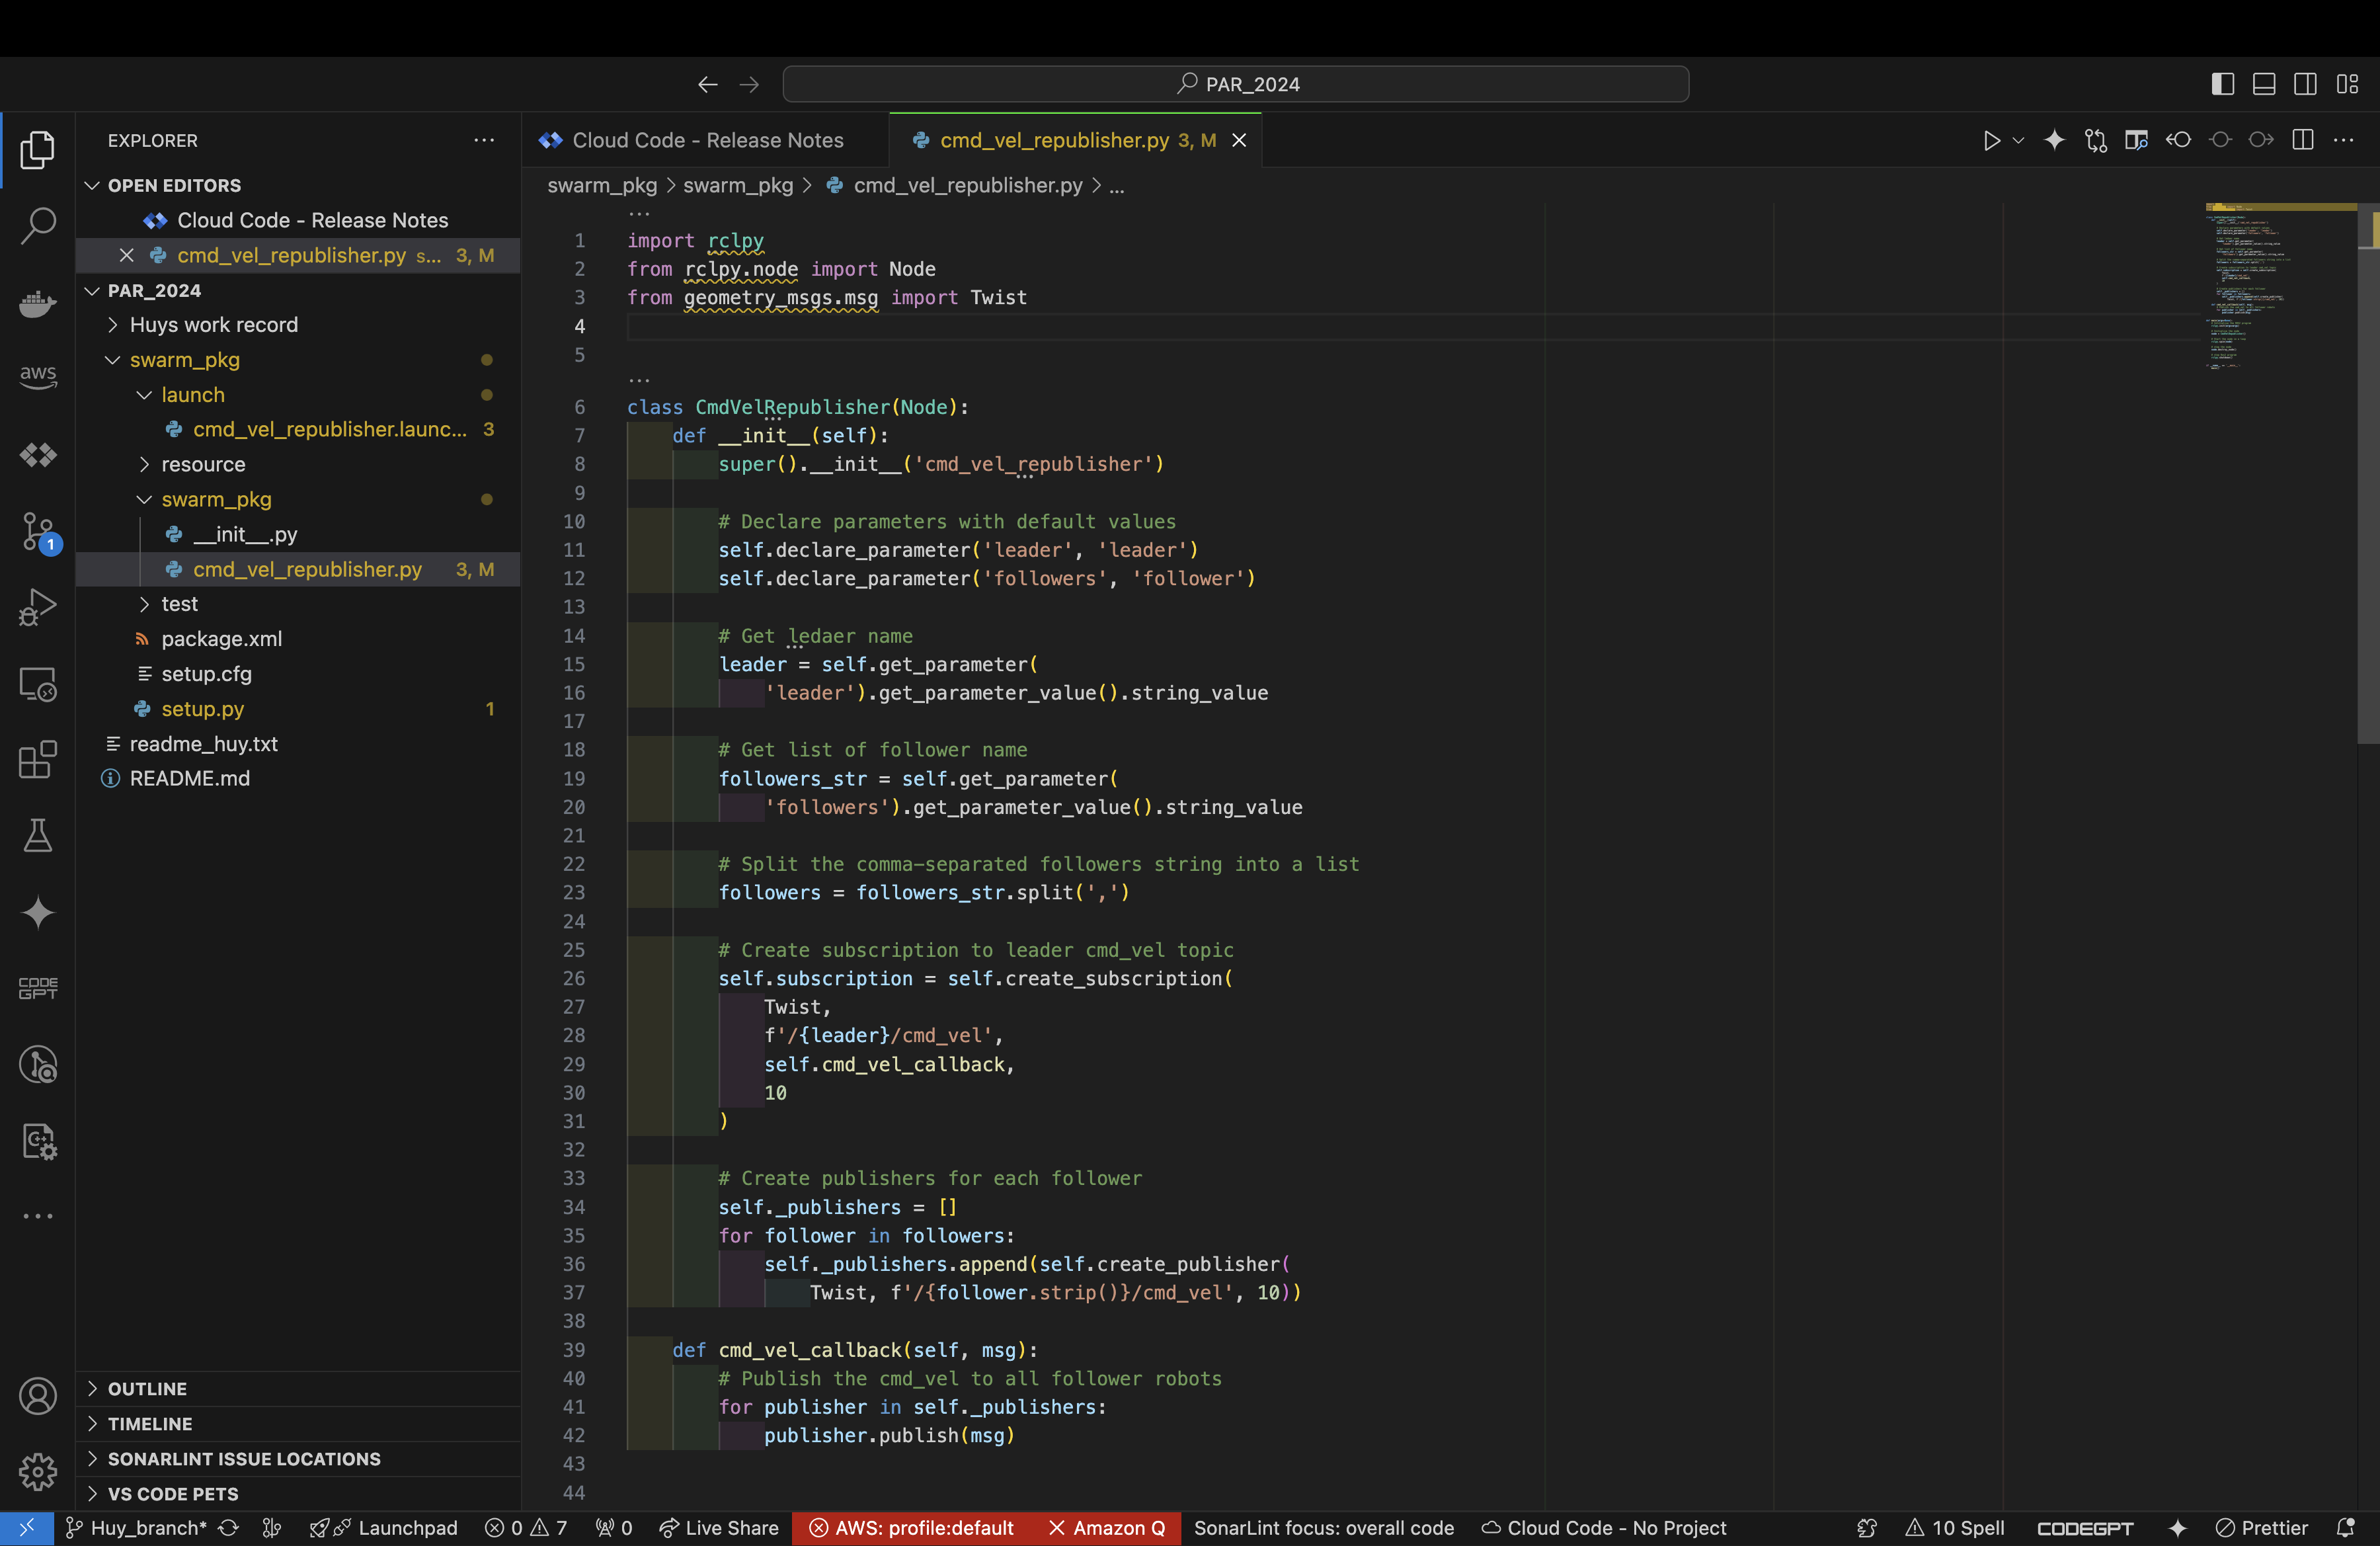 PAR_2024
EXPLORER
OPEN EDITORS
Cloud Code - Release Notes
cmd_vel_republisher.py s... 3, M
PAR_2024
Huys work record
swarm_pkg
launch
cmd_vel_republisher.launc... 3
resource
swarm_pkg
__init__.py
cmd_vel_republisher.py 3, M
test
package.xml
setup.cfg
setup.py 1
readme_huy.txt
README.md
OUTLINE
TIMELINE
SONARLINT ISSUE LOCATIONS
VS CODE PETS
aws
1
CODE
GPT
C++
Cloud Code - Release Notes
cmd_vel_republisher.py 3, M
swarm_pkg > swarm_pkg > cmd_vel_republisher.py > ...
1 import rclpy
2 from rclpy.node import Node
3 from geometry_msgs.msg import Twist
4
5
6 class CmdVelRepublisher(Node):
7 def __init__(self):
8 super().__init__('cmd_vel_republisher')
9
10 # Declare parameters with default values
11 self.declare_parameter('leader', 'leader')
12 self.declare_parameter('followers', 'follower')
13
14 # Get ledaer name
15 leader = self.get_parameter(
16 'leader').get_parameter_value().string_value
17
18 # Get list of follower name
19 followers_str = self.get_parameter(
20 'followers').get_parameter_value().string_value
21
22 # Split the comma-separated followers string into a list
23 followers = followers_str.split(',')
24
25 # Create subscription to leader cmd_vel topic
26 self.subscription = self.create_subscription(
27 Twist,
28 f'/{leader}/cmd_vel',
29 self.cmd_vel_callback,
30 10
31 )
32
33 # Create publishers for each follower
34 self._publishers = []
35 for follower in followers:
36 self._publishers.append(self.create_publisher(
37 Twist, f'/{follower.strip()}/cmd_vel', 10))
38
39 def cmd_vel_callback(self, msg):
40 # Publish the cmd_vel to all follower robots
41 for publisher in self._publishers:
42 publisher.publish(msg)
43
44
Huy_branch* Launchpad 0 7 0 Live Share AWS: profile:default Amazon Q SonarLint focus: overall code Cloud Code - No Project 10 Spell CODEGPT Prettier